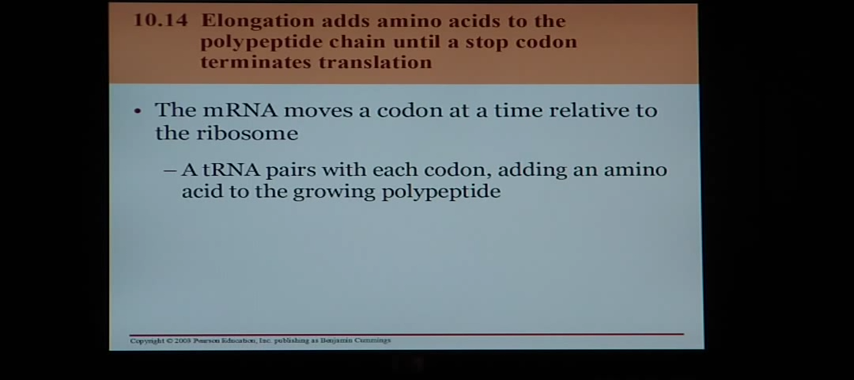 10.14 Elongation adds amino acids to the
polypeptide chain until a stop codon
terminates translation
• The mRNA moves a codon at a time relative to
the ribosome
– A tRNA pairs with each codon, adding an amino
acid to the growing polypeptide
Copyright © 2009 Pearson Education, Inc. publishing as Benjamin Cummings